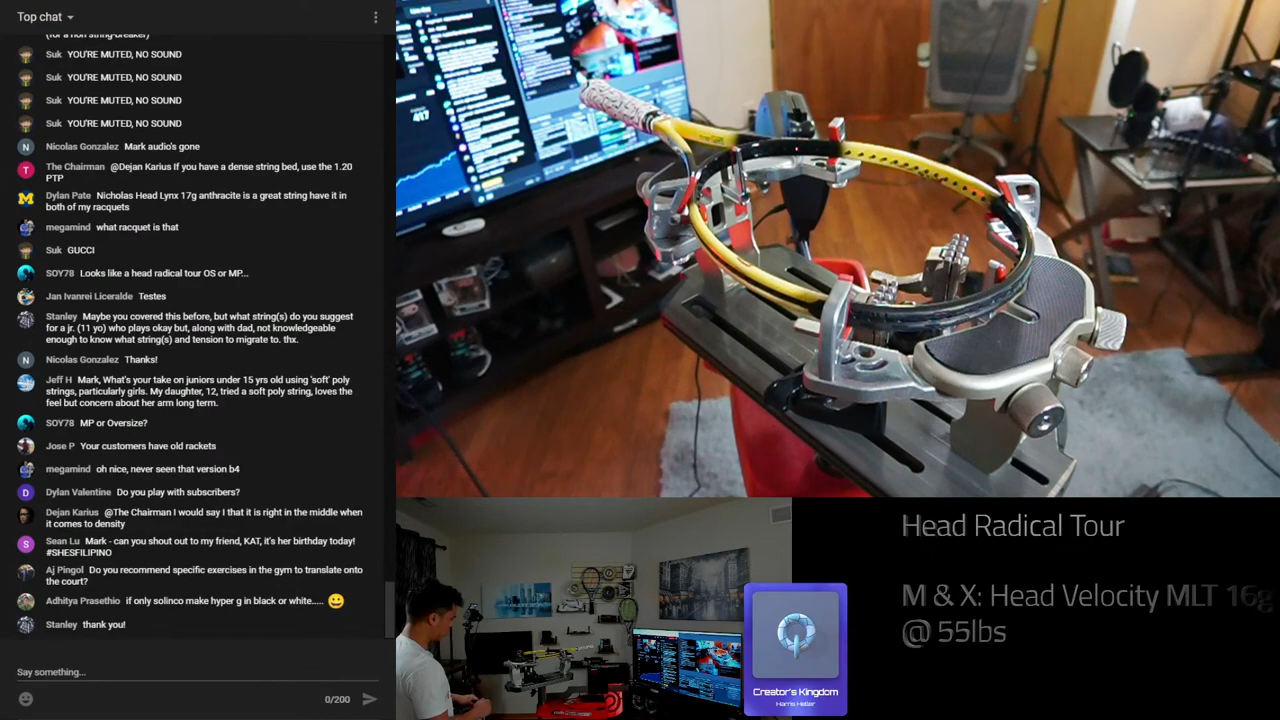 Top chat
(for a non string-breaker)
Suk YOU'RE MUTED, NO SOUND
Suk YOU'RE MUTED, NO SOUND
Suk YOU'RE MUTED, NO SOUND
Suk YOU'RE MUTED, NO SOUND
N Nicolas Gonzalez Mark audio's gone
T The Chairman @Dejan Karius If you have a dense string bed, use the 1.20
PTP
M Dylan Pate Nicholas Head Lynx 17g anthracite is a great string have it in
both of my racquets
megamind what racquet is that
Suk GUCCI
SOY78 Looks like a head radical tour OS or MP...
Jan Ivanrei Liceralde Testes
Stanley Maybe you covered this before, but what string(s) do you suggest
for a jr. (11 yo) who plays okay but, along with dad, not knowledgeable
enough to know what string(s) and tension to migrate to. thx.
N Nicolas Gonzalez Thanks!
Jeff H Mark, What's your take on juniors under 15 yrs old using 'soft' poly
strings, particularly girls. My daughter, 12, tried a soft poly string, loves the
feel but concern about her arm long term.
SOY78 MP or Oversize?
Jose P Your customers have old rackets
megamind oh nice, never seen that version b4
D Dylan Valentine Do you play with subscribers?
Dejan Karius @The Chairman I would say I that it is right in the middle when
it comes to density
S Sean Lu Mark - can you shout out to my friend, KAT, it's her birthday today!
#SHESFILIPINO
Aj Pingol Do you recommend specific exercises in the gym to translate onto
the court?
Adhitya Prasethio if only solinco make hyper g in black or white..... 😀
Stanley thank you!
Say something...
0/200
417
Head Radical Tour
M & X: Head Velocity MLT 16g
@ 55lbs
Creator's Kingdom
Harris Heller